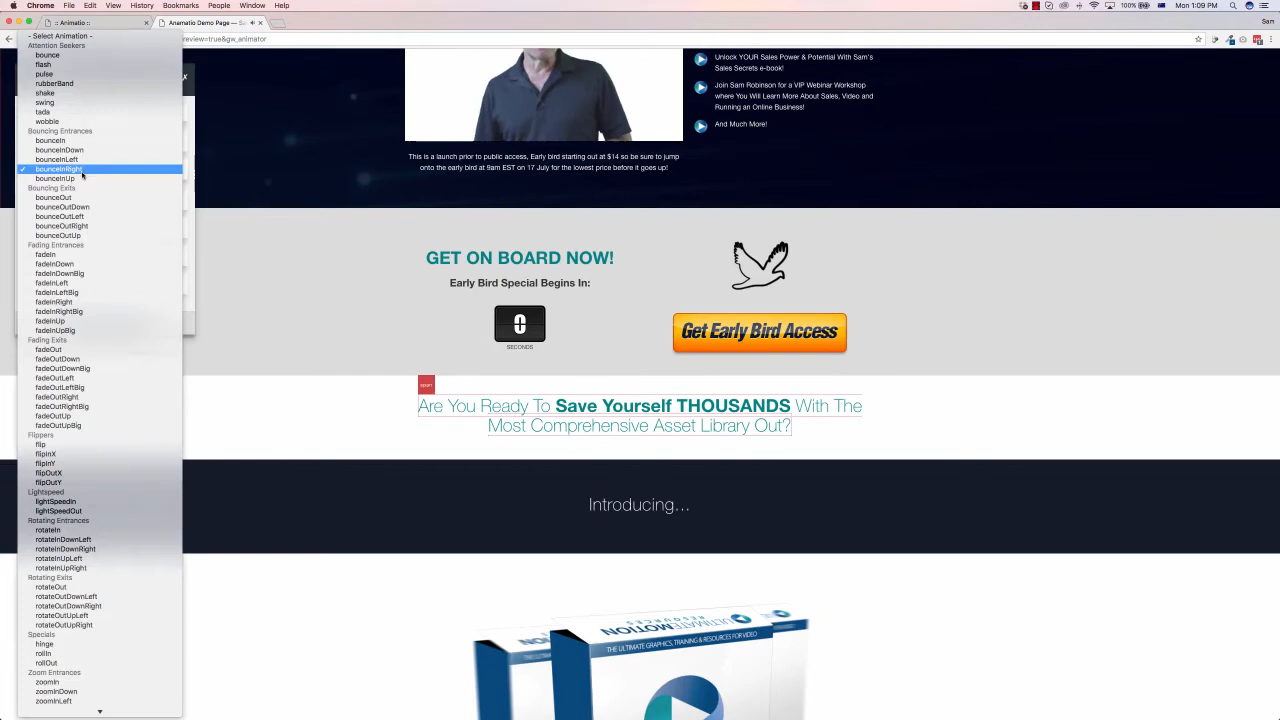 Chrome File Edit View History Bookmarks People Window Help
100% Mon 1:09 PM
:: Animatio ::
Anematio Demo Page — S
Sam
review=true&gw_animator
- Select Animation -
Attention Seekers
bounce
flash
pulse
rubberBand
shake
swing
tada
wobble
Bouncing Entrances
bounceIn
bounceInDown
bounceInLeft
bounceInRight
bounceInUp
Bouncing Exits
bounceOut
bounceOutDown
bounceOutLeft
bounceOutRight
bounceOutUp
Fading Entrances
fadeIn
fadeInDown
fadeInDownBig
fadeInLeft
fadeInLeftBig
fadeInRight
fadeInRightBig
fadeInUp
fadeInUpBig
Fading Exits
fadeOut
fadeOutDown
fadeOutDownBig
fadeOutLeft
fadeOutLeftBig
fadeOutRight
fadeOutRightBig
fadeOutUp
fadeOutUpBig
Flippers
flip
flipInX
flipInY
flipOutX
flipOutY
Lightspeed
lightSpeedIn
lightSpeedOut
Rotating Entrances
rotateIn
rotateInDownLeft
rotateInDownRight
rotateInUpLeft
rotateInUpRight
Rotating Exits
rotateOut
rotateOutDownLeft
rotateOutDownRight
rotateOutUpLeft
rotateOutUpRight
Specials
hinge
rollIn
rollOut
Zoom Entrances
zoomIn
zoomInDown
zoomInLeft
Unlock YOUR Sales Power & Potential With Sam's
Sales Secrets e-book!
Join Sam Robinson for a VIP Webinar Workshop
where You Will Learn More About Sales, Video and
Running an Online Business!
And Much More!
This is a launch prior to public access, Early bird starting out at $14 so be sure to jump
onto the early bird at 9am EST on 17 July for the lowest price before it goes up!
GET ON BOARD NOW!
Early Bird Special Begins In:
0
SECONDS
Get Early Bird Access
span
Are You Ready To Save Yourself THOUSANDS With The
Most Comprehensive Asset Library Out?
Introducing...
ULTIMATEMOTION
RESOURCES
THE ULTIMATE GRAPHICS, TRAINING & RESOURCES FOR VIDEO